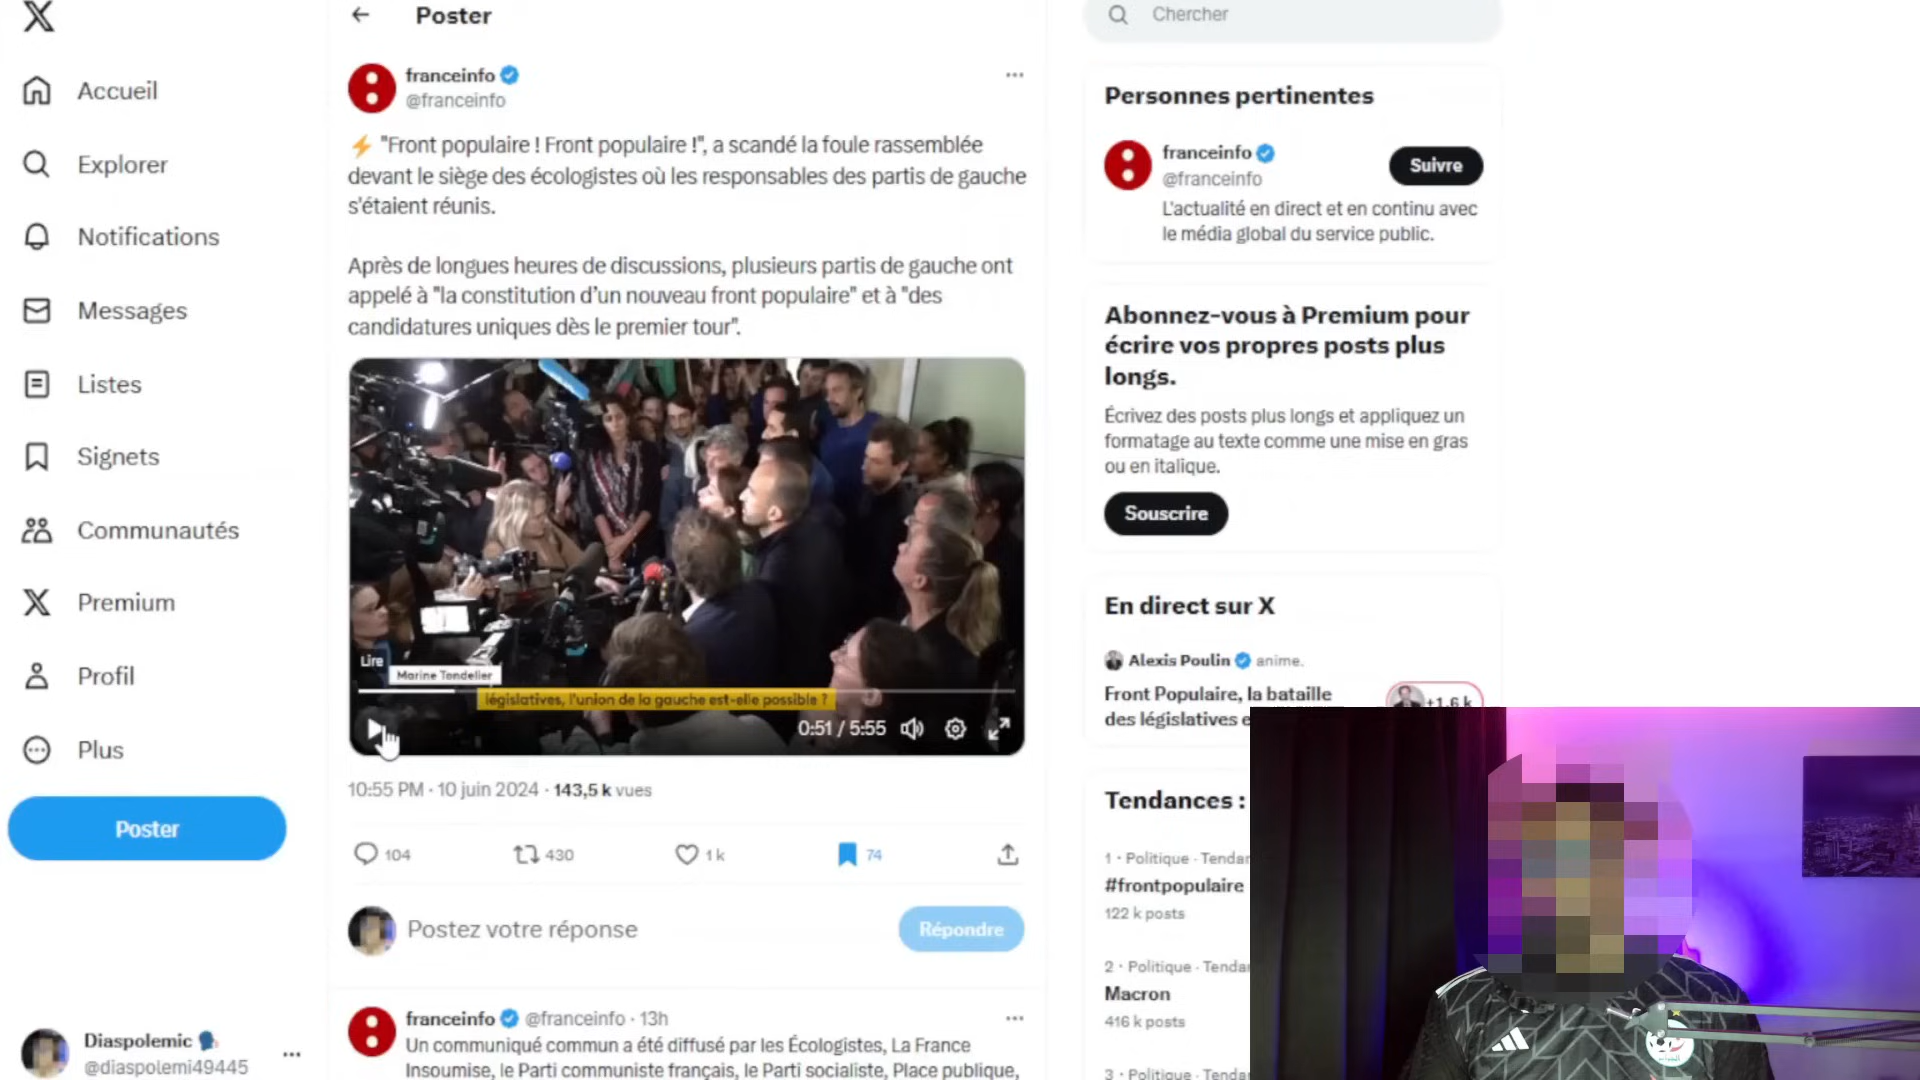 Accueil
Explorer
Notifications
Messages
Listes
Signets
Communautés
Premium
Profil
Plus
Poster
Diaspolemic
@diaspolemi49445
Poster
franceinfo
@franceinfo
"Front populaire ! Front populaire !", a scandé la foule rassemblée
devant le siège des écologistes où les responsables des partis de gauche
s'étaient réunis.
Après de longues heures de discussions, plusieurs partis de gauche ont
appelé à "la constitution d'un nouveau front populaire" et à "des
candidatures uniques dès le premier tour".
Lire
Marine Tondelier
législatives, l'union de la gauche est-elle possible ?
0:51 / 5:55
10:55 PM · 10 juin 2024 · 143,5 k vues
104
430
1 k
74
Postez votre réponse
Répondre
franceinfo @franceinfo · 13h
Un communiqué commun a été diffusé par les Écologistes, La France
Insoumise, le Parti communiste français, le Parti socialiste, Place publique,
Chercher
Personnes pertinentes
franceinfo
Suivre
@franceinfo
L'actualité en direct et en continu avec
le média global du service public.
Abonnez-vous à Premium pour
écrire vos propres posts plus
longs.
Écrivez des posts plus longs et appliquez un
formatage au texte comme une mise en gras
ou en italique.
Souscrire
En direct sur X
Alexis Poulin anime.
Front Populaire, la bataille
des législatives e
+1,6 k
Tendances :
1 · Politique · Tendan
#frontpopulaire
122 k posts
2 · Politique · Tendan
Macron
416 k posts
3 · Politique · Tendan